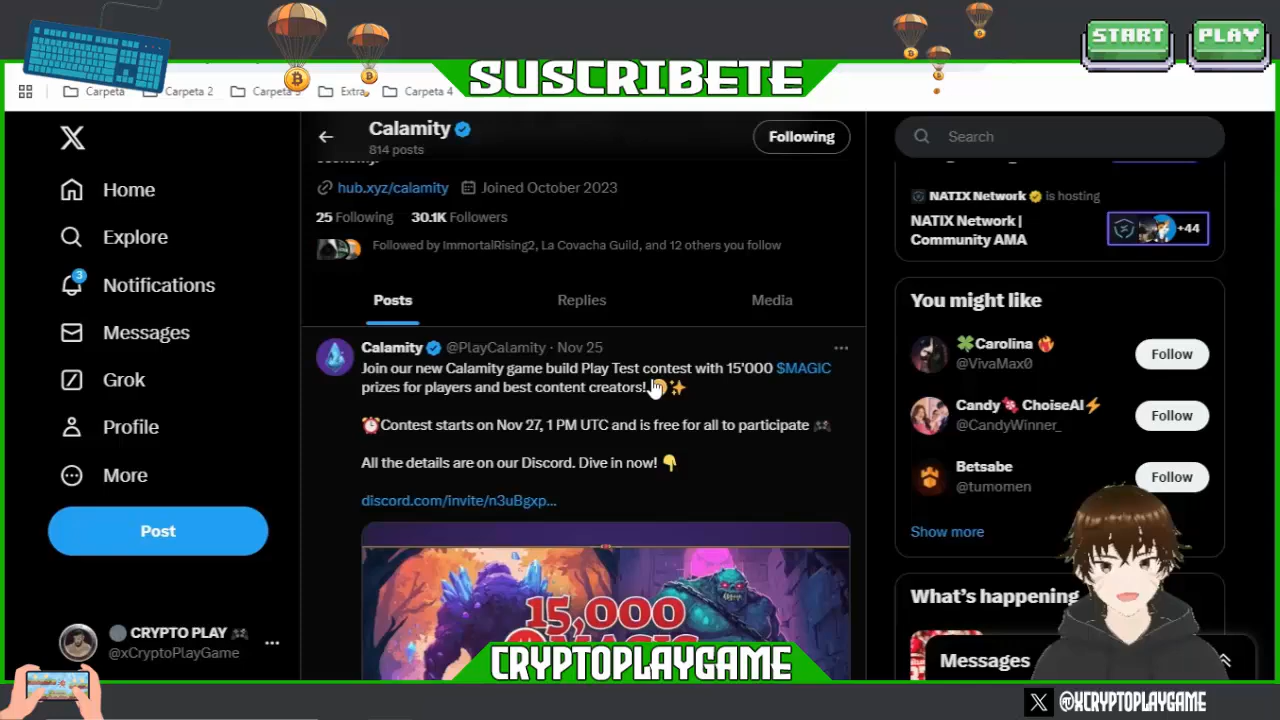 START
PLAY
SUSCRIBETE
Carpeta
Carpeta 2
Carpeta 3
Extra
Carpeta 4
Calamity
814 posts
Following
hub.xyz/calamity
Joined October 2023
25 Following
30.1K Followers
Followed by ImmortalRising2, La Covacha Guild, and 12 others you follow
Posts
Replies
Media
Calamity @PlayCalamity · Nov 25
Join our new Calamity game build Play Test contest with 15'000 $MAGIC
prizes for players and best content creators!
Contest starts on Nov 27, 1 PM UTC and is free for all to participate
All the details are on our Discord. Dive in now!
discord.com/invite/n3uBgxp...
15,000
Home
Explore
3
Notifications
Messages
Grok
Profile
More
Post
CRYPTO PLAY
@xCryptoPlayGame
Search
NATIX Network is hosting
NATIX Network |
Community AMA
+44
You might like
Carolina
@VivaMax0
Follow
Candy ChoiseAI
@CandyWinner_
Follow
Betsabe
@tumomen
Follow
Show more
What's happening
Messages
CRYPTOPLAYGAME
@XCRYPTOPLAYGAME